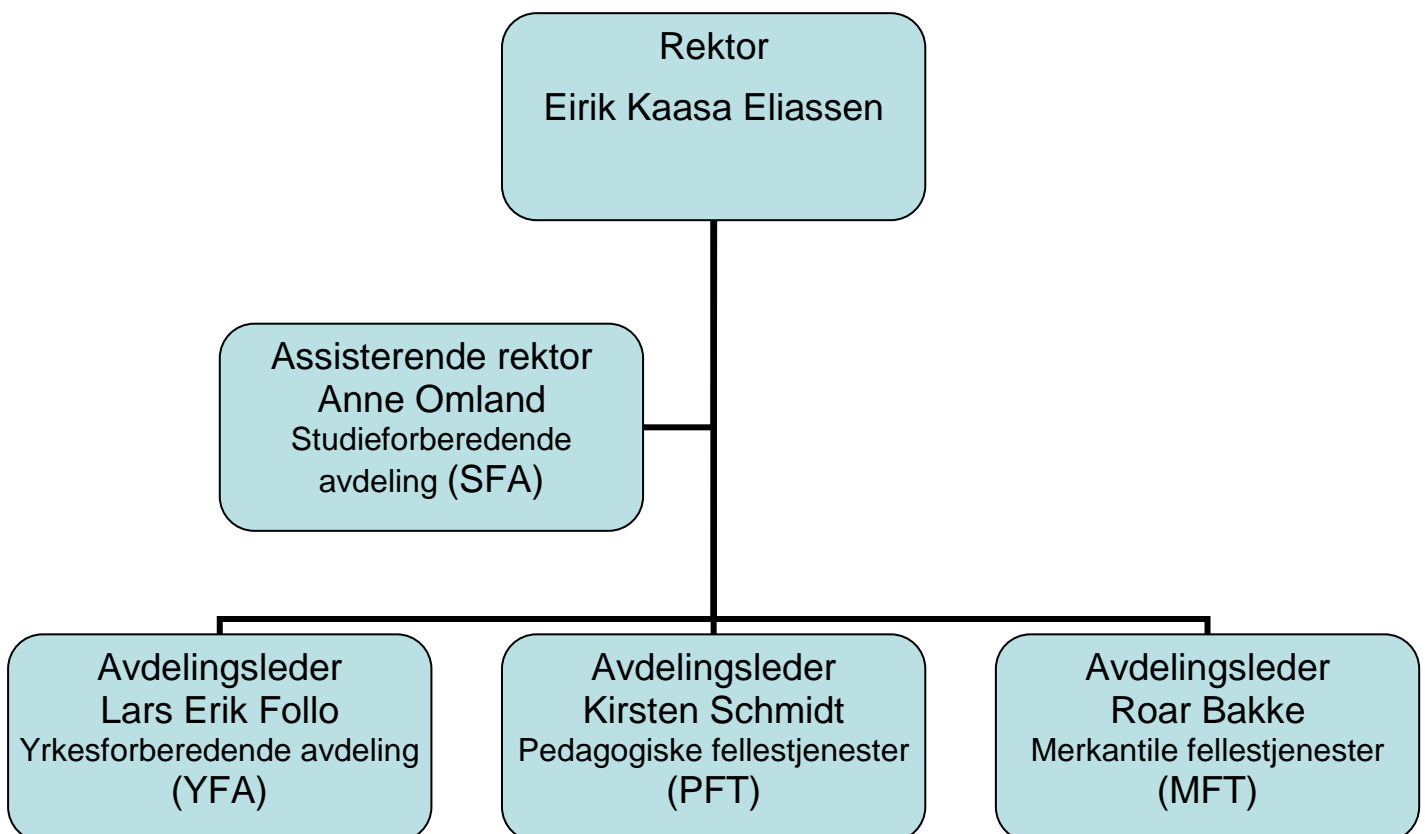 Rektor
Eirik Kaasa Eliassen
Assisterende rektor
Anne Omland
Studieforberedende
avdeling (SFA)
Avdelingsleder
Lars Erik Follo
Yrkesforberedende avdeling
(YFA)
Avdelingsleder
Kirsten Schmidt
Pedagogiske fellestjenester
(PFT)
Avdelingsleder
Roar Bakke
Merkantile fellestjenester
(MFT)